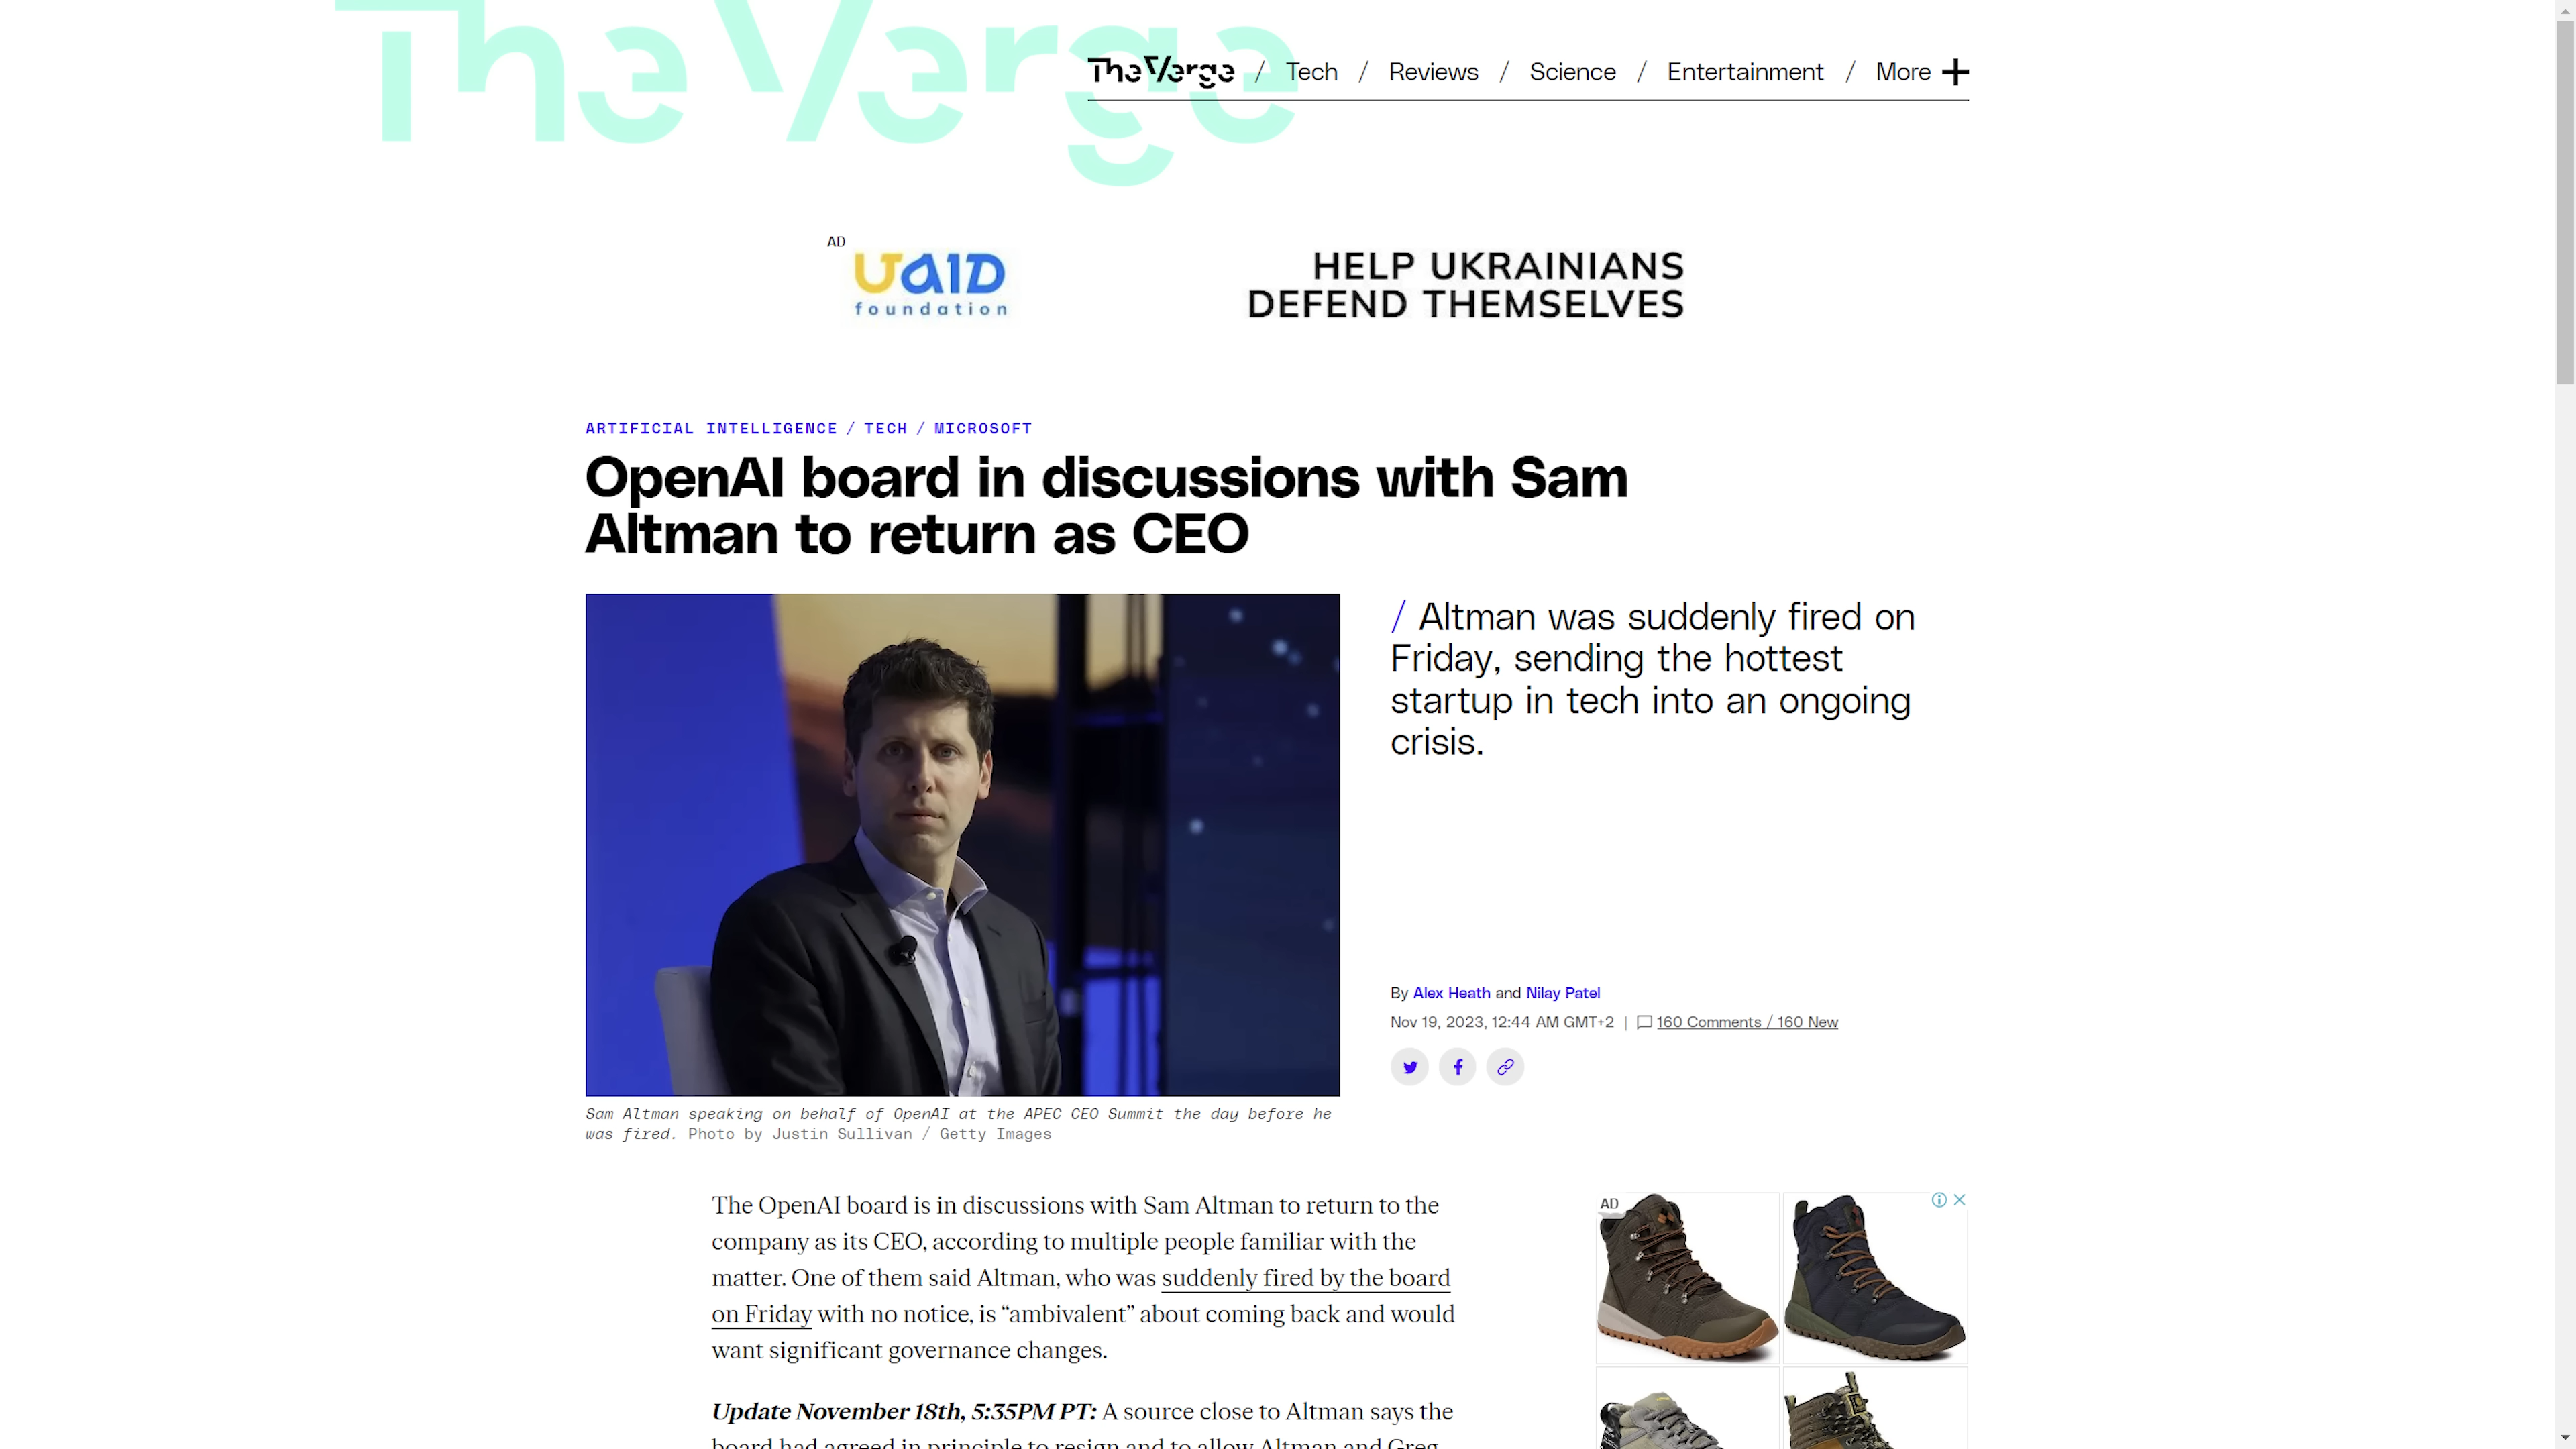 The Verge
The Verge / Tech / Reviews / Science / Entertainment / More +
AD
UAID
foundation
HELP UKRAINIANS
DEFEND THEMSELVES
ARTIFICIAL INTELLIGENCE / TECH / MICROSOFT
OpenAI board in discussions with Sam
Altman to return as CEO
/ Altman was suddenly fired on
Friday, sending the hottest
startup in tech into an ongoing
crisis.
By Alex Heath and Nilay Patel
Nov 19, 2023, 12:44 AM GMT+2 | 160 Comments / 160 New
Sam Altman speaking on behalf of OpenAI at the APEC CEO Summit the day before he
was fired. Photo by Justin Sullivan / Getty Images
The OpenAI board is in discussions with Sam Altman to return to the
company as its CEO, according to multiple people familiar with the
matter. One of them said Altman, who was suddenly fired by the board
on Friday with no notice, is “ambivalent” about coming back and would
want significant governance changes.
Update November 18th, 5:35PM PT: A source close to Altman says the
board had agreed in principle to resign and to allow Altman and Greg
AD